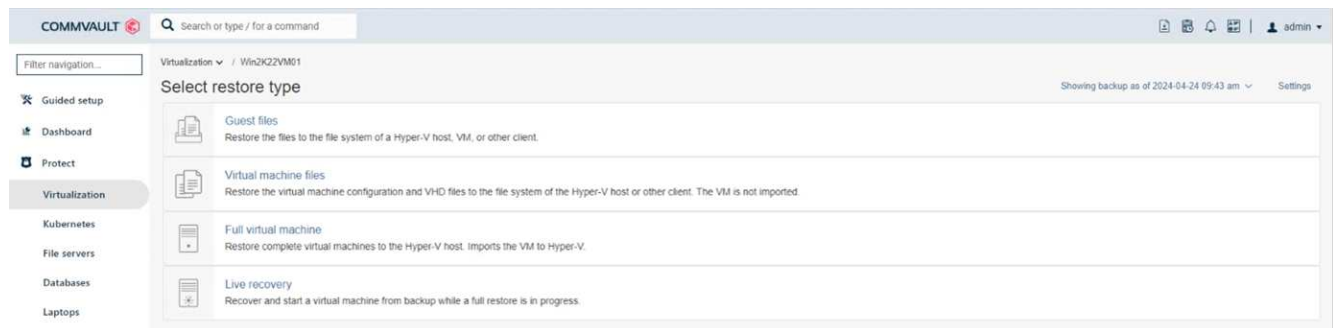 COMMVAULT
Search or type / for a command
admin
Filter navigation...
Virtualization / Win2K22VM01
Select restore type
Showing backup as of 2024-04-24 09:43 am
Settings
Guided setup
Dashboard
Protect
Virtualization
Kubernetes
File servers
Databases
Laptops
Guest files
Restore the files to the file system of a Hyper-V host, VM, or other client.
Virtual machine files
Restore the virtual machine configuration and VHD files to the file system of the Hyper-V host or other client. The VM is not imported.
Full virtual machine
Restore complete virtual machines to the Hyper-V host. Imports the VM to Hyper-V.
Live recovery
Recover and start a virtual machine from backup while a full restore is in progress.